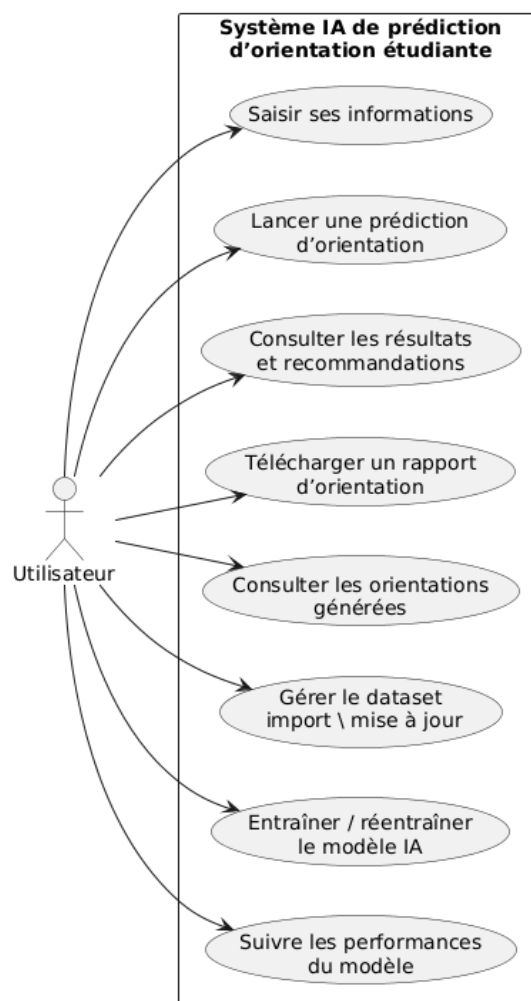 Système IA de prédiction
d’orientation étudiante
Saisir ses informations
Lancer une prédiction
d’orientation
Consulter les résultats
et recommandations
Télécharger un rapport
d’orientation
Utilisateur
Consulter les orientations
générées
Gérer le dataset
import \ mise à jour
Entraîner / réentraîner
le modèle IA
Suivre les performances
du modèle